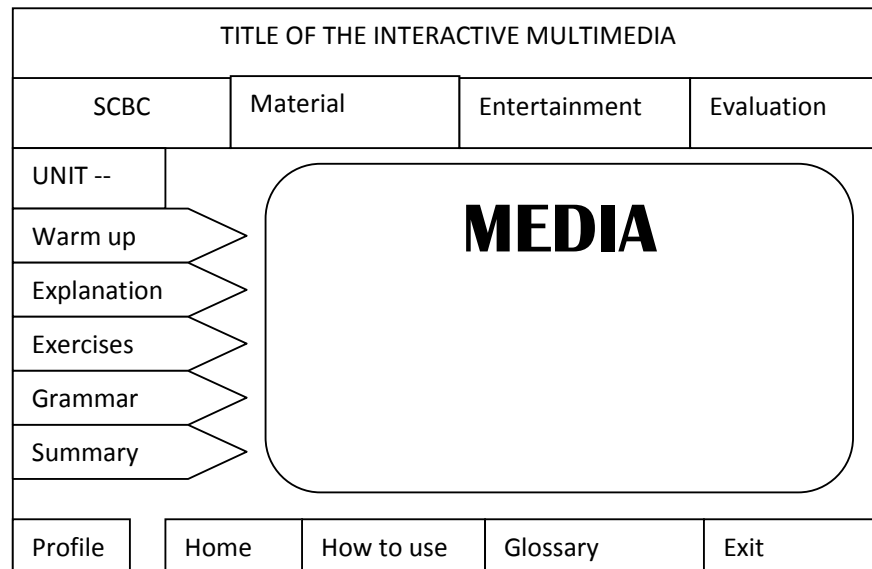 TITLE OF THE INTERACTIVE MULTIMEDIA
SCBC Material Entertainment Evaluation
UNIT --
MEDIA
Warm up
Explanation
Exercises
Grammar
Summary
Profile Home How to use Glossary Exit